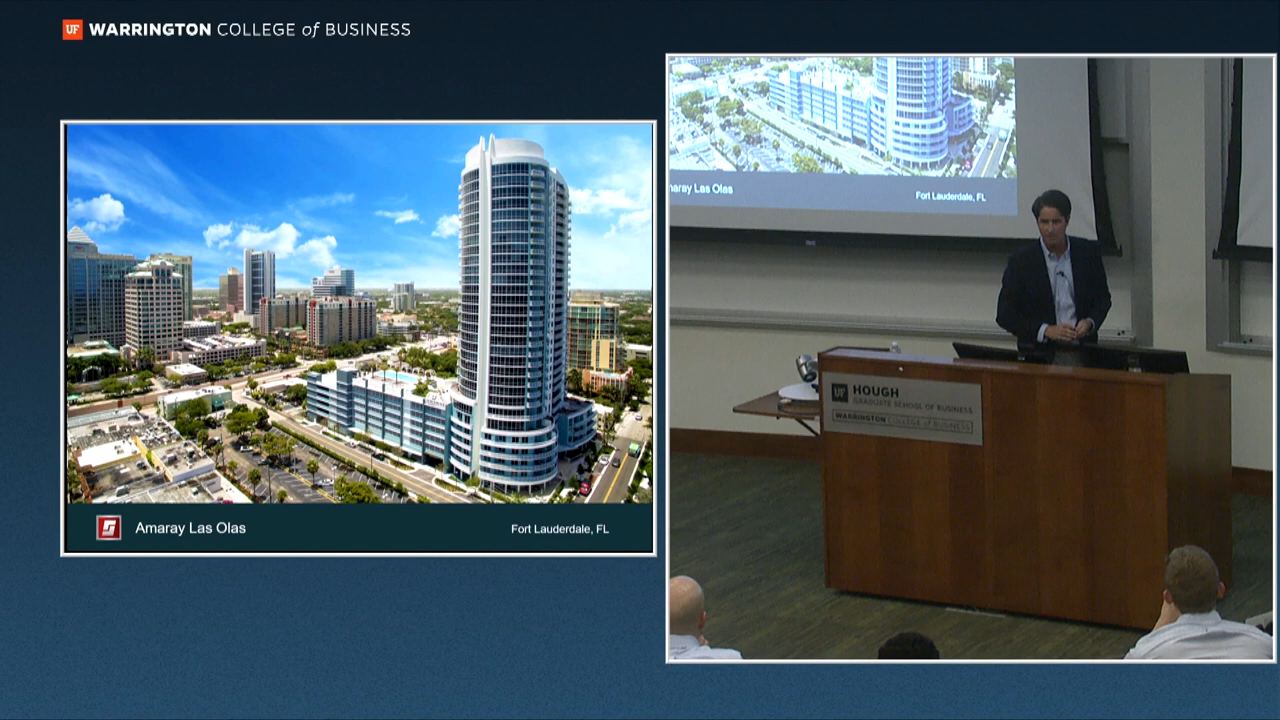 UF WARRINGTON COLLEGE of BUSINESS
Amaray Las Olas
Fort Lauderdale, FL
maray Las Olas
Fort Lauderdale, FL
UF HOUGH
GRADUATE SCHOOL OF BUSINESS
WARRINGTON COLLEGE of BUSINESS